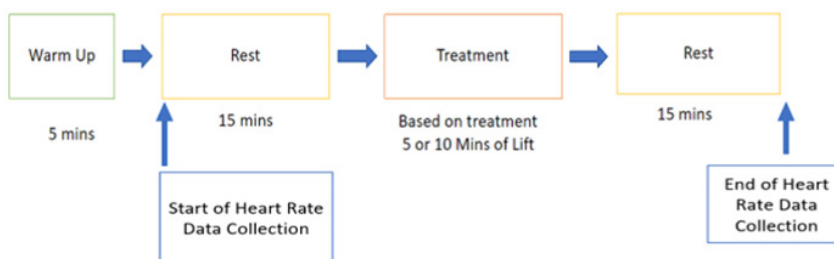 Warm Up
Rest
Treatment
Rest
5 mins
15 mins
Based on treatment
5 or 10 Mins of Lift
15 mins
Start of Heart Rate
Data Collection
End of Heart
Rate Data
Collection